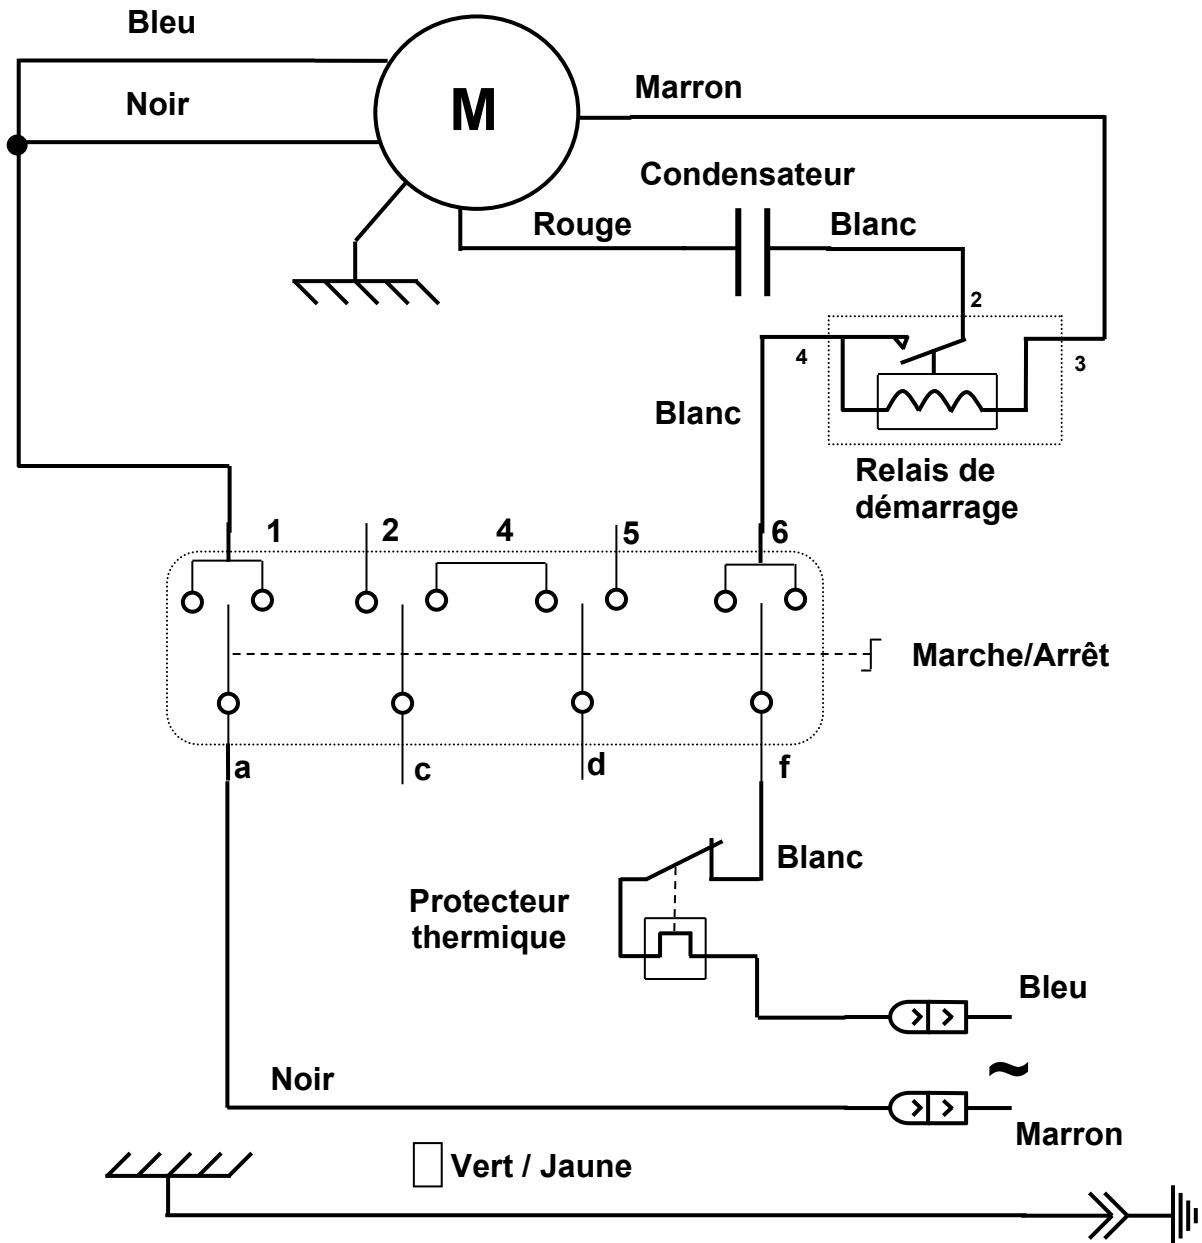 Bleu
Noir
M
Marron
Condensateur
Rouge
Blanc
2
4
3
Blanc
Relais de
démarrage
1
2
4
5
6
Marche/Arrêt
a
c
d
f
Blanc
Protecteur
thermique
Bleu
~
Noir
Marron
Vert / Jaune